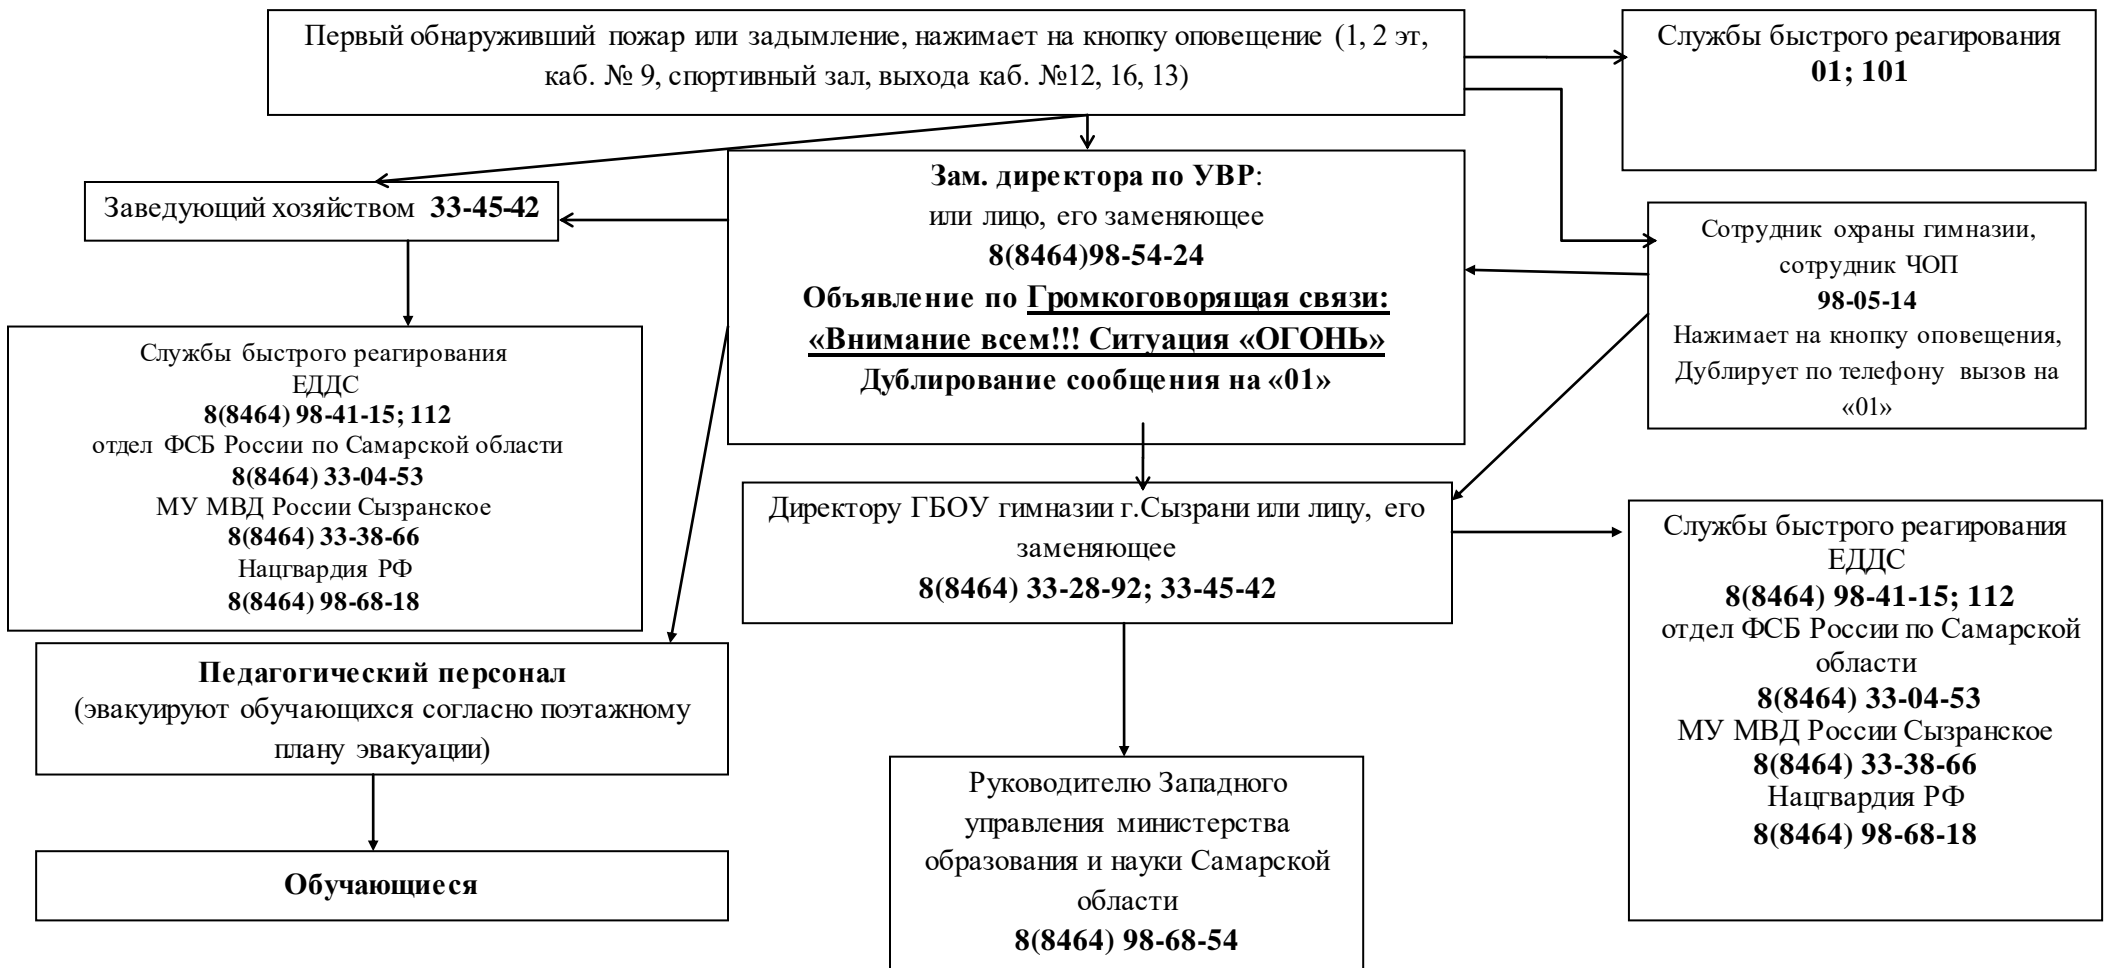 Первый обнаруживший пожар или задымление, нажимает на кнопку оповещение (1, 2 эт,
каб. № 9, спортивный зал, выхода каб. №12, 16, 13)
Службы быстрого реагирования
01; 101
Заведующий хозяйством 33-45-42
Зам. директора по УВР:
или лицо, его заменяющее
8(8464)98-54-24
Объявление по Громкоговорящая связи:
«Внимание всем!!! Ситуация «ОГОНЬ»
Дублирование сообщения на «01»
Сотрудник охраны гимназии,
сотрудник ЧОП
98-05-14
Нажимает на кнопку оповещения,
Дублирует по телефону вызов на
«01»
Службы быстрого реагирования
ЕДДС
8(8464) 98-41-15; 112
отдел ФСБ России по Самарской области
8(8464) 33-04-53
МУ МВД России Сызранское
8(8464) 33-38-66
Нацгвардия РФ
8(8464) 98-68-18
Директору ГБОУ гимназии г.Сызрани или лицу, его
заменяющее
8(8464) 33-28-92; 33-45-42
Службы быстрого реагирования
ЕДДС
8(8464) 98-41-15; 112
отдел ФСБ России по Самарской
области
8(8464) 33-04-53
МУ МВД России Сызранское
8(8464) 33-38-66
Нацгвардия РФ
8(8464) 98-68-18
Педагогический персонал
(эвакуируют обучающихся согласно поэтажному
плану эвакуации)
Обучающиеся
Руководителю Западного
управления министерства
образования и науки Самарской
области
8(8464) 98-68-54